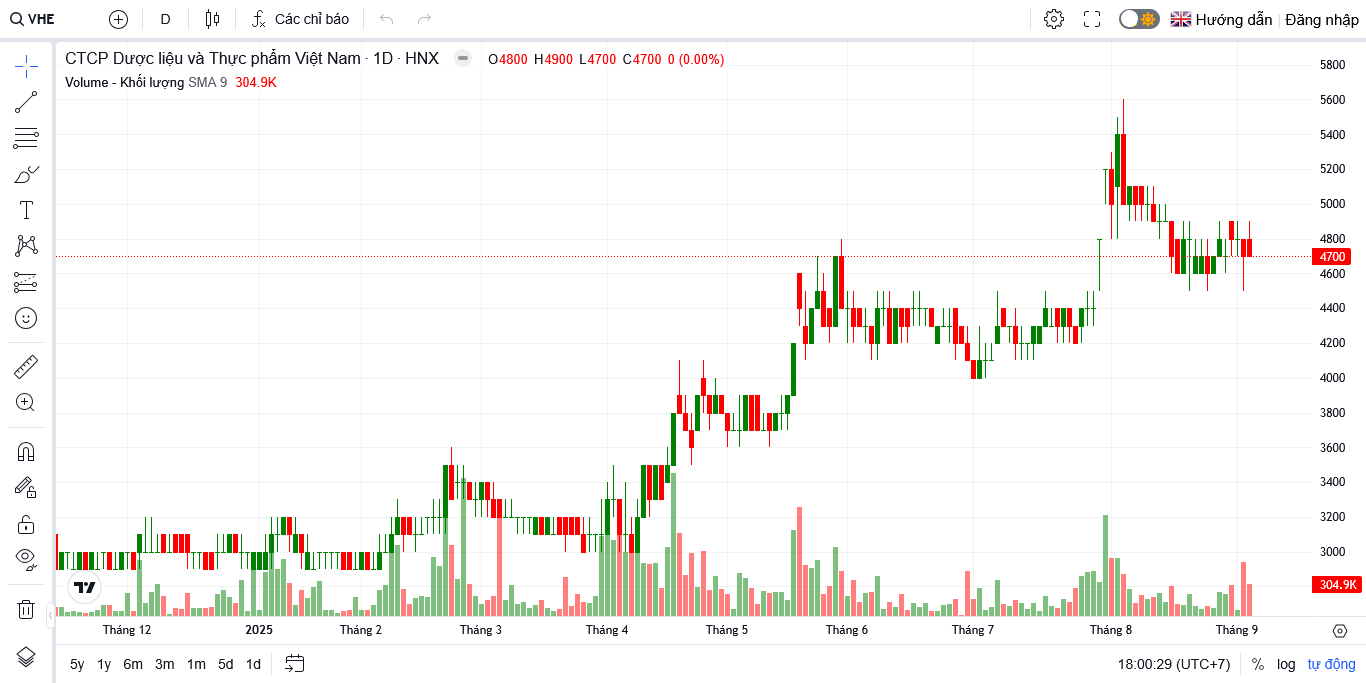 VHE D Các chỉ báo Hướng dẫn Đăng nhập
CTCP Dược liệu và Thực phẩm Việt Nam · 1D · HNX O4800 H4900 L4700 C4700 0 (0.00%)
Volume - Khối lượng SMA 9 304.9K
5800
5600
5400
5200
5000
4800
4700
4600
4400
4200
4000
3800
3600
3400
3200
3000
304.9K
Tháng 12 2025 Tháng 2 Tháng 3 Tháng 4 Tháng 5 Tháng 6 Tháng 7 Tháng 8 Tháng 9
5y 1y 6m 3m 1m 5d 1d 18:00:29 (UTC+7) % log tự động